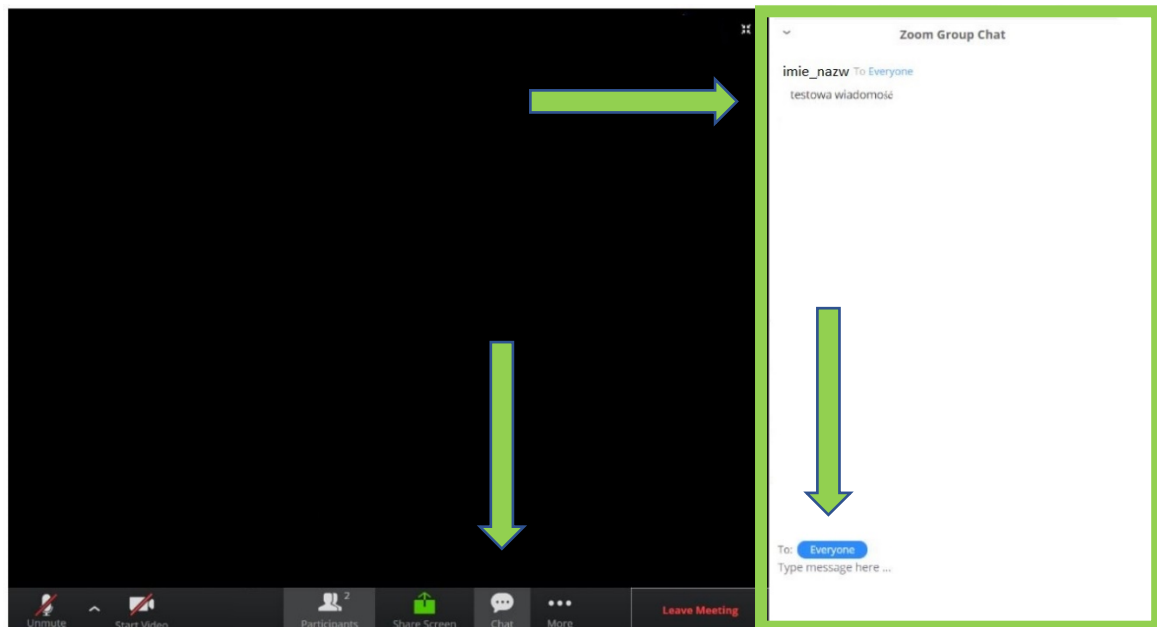 Zoom Group Chat
imie_nazw To Everyone
testowa wiadomość
To: Everyone
Type message here ...
Unmute
Start Video
Participants 2
Share Screen
Chat
More
Leave Meeting